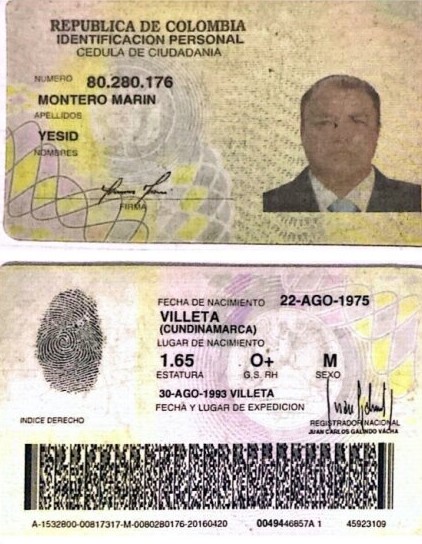 REPUBLICA DE COLOMBIA
IDENTIFICACION PERSONAL
CEDULA DE CIUDADANIA
NUMERO 80.280.176
MONTERO MARIN
APELLIDOS
YESID
NOMBRES
FIRMA
FECHA DE NACIMIENTO 22-AGO-1975
VILLETA
(CUNDINAMARCA)
LUGAR DE NACIMIENTO
1.65 O+ M
ESTATURA G.S. RH SEXO
30-AGO-1993 VILLETA
FECHA Y LUGAR DE EXPEDICION
INDICE DERECHO
REGISTRADOR NACIONAL
JUAN CARLOS GALINDO VACHA
A-1532800-00817317-M-0080280176-20160420 0049446857A 1 45923109